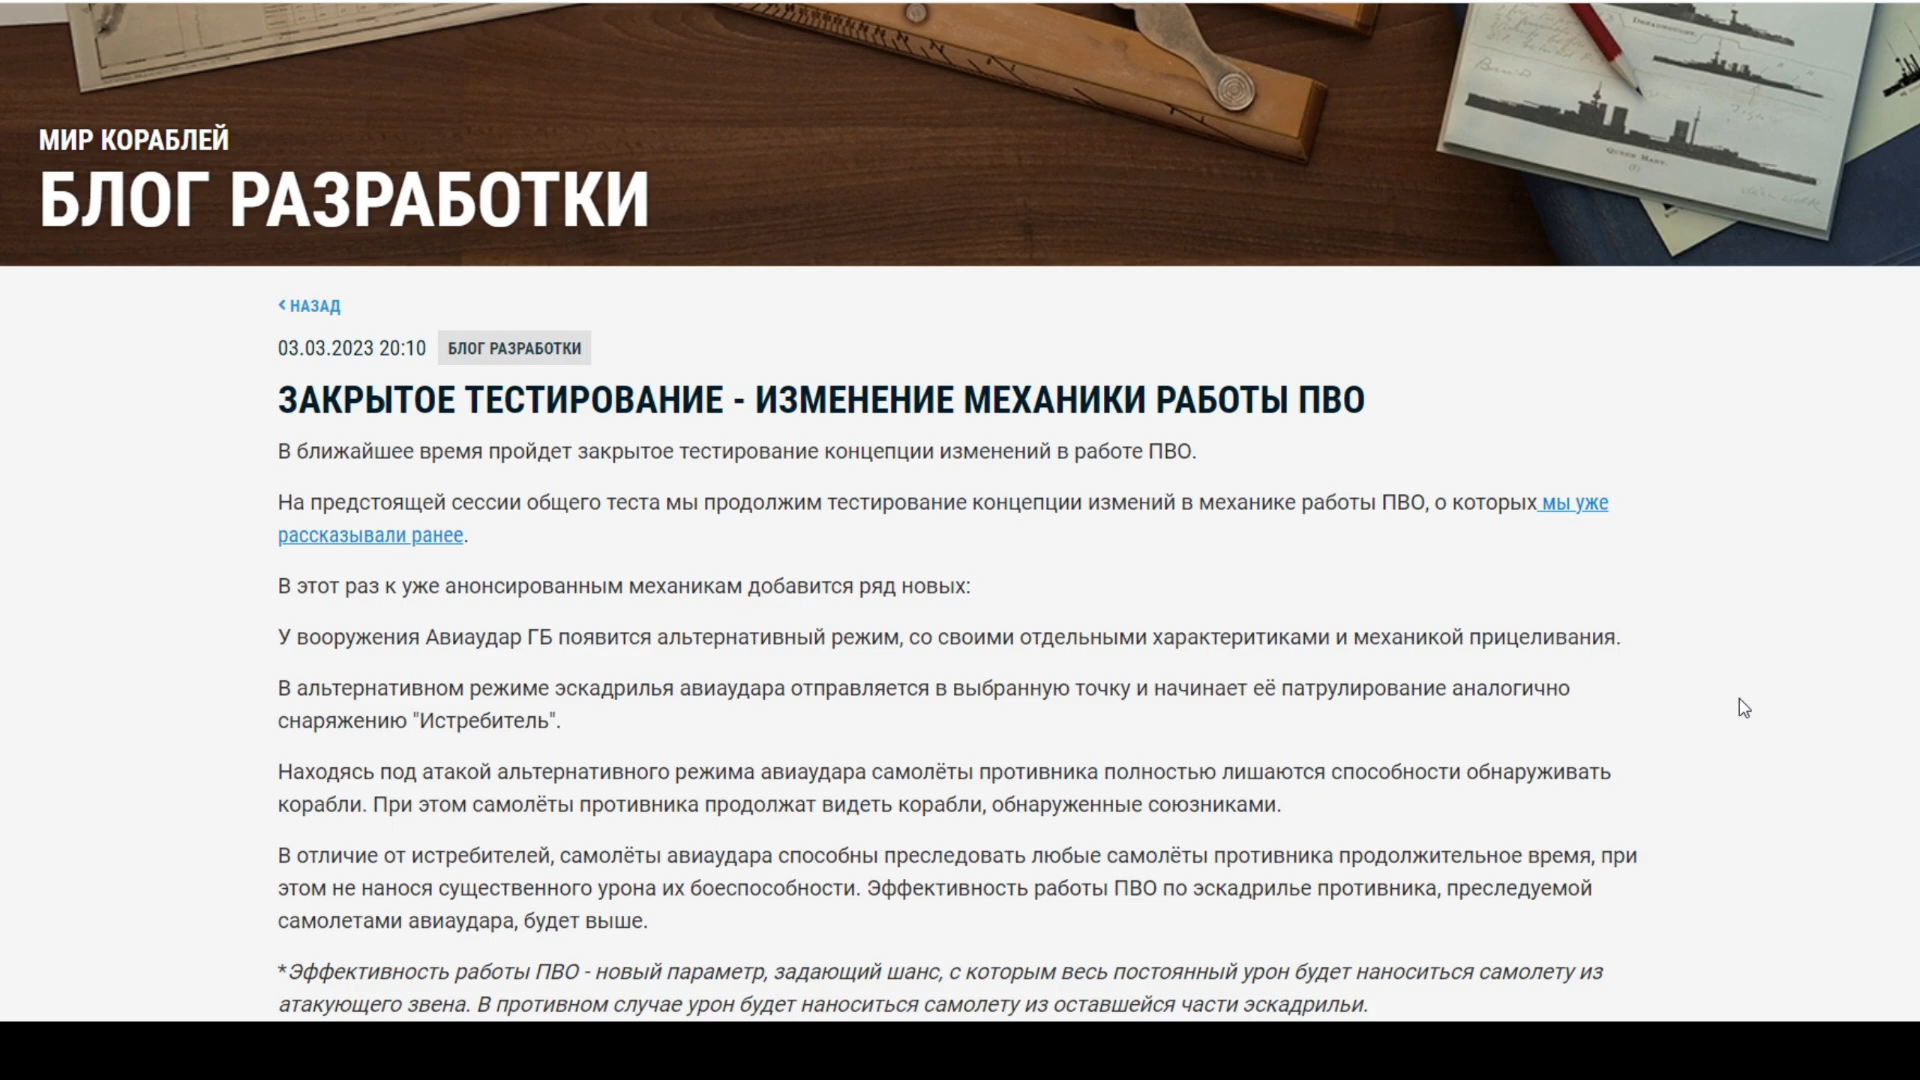 МИР КОРАБЛЕЙ
БЛОГ РАЗРАБОТКИ
НАЗАД
03.03.2023 20:10 БЛОГ РАЗРАБОТКИ
ЗАКРЫТОЕ ТЕСТИРОВАНИЕ - ИЗМЕНЕНИЕ МЕХАНИКИ РАБОТЫ ПВО
В ближайшее время пройдет закрытое тестирование концепции изменений в работе ПВО.
На предстоящей сессии общего теста мы продолжим тестирование концепции измений в механике работы ПВО, о которых мы уже
рассказывали ранее.
В этот раз к уже анонсированным механикам добавится ряд новых:
У вооружения Авиаудар ГБ появится альтернативный режим, со своими отдельными характеритиками и механикой прицеливания.
В альтернативном режиме эскадрилья авиаудара отправляется в выбранную точку и начинает её патрулирование аналогично
снаряжению "Истребитель".
Находясь под атакой альтернативного режима авиаудара самолёты противника полностью лишаются способности обнаруживать
корабли. При этом самолёты противника продолжат видеть корабли, обнаруженные союзниками.
В отличие от истребителей, самолёты авиаудара способны преследовать любые самолёты противника продолжительное время, при
этом не нанося существенного урона их боеспособности. Эффективность работы ПВО по эскадрилье противника, преследуемой
самолетами авиаудара, будет выше.
*Эффективность работы ПВО - новый параметр, задающий шанс, с которым весь постоянный урон будет наноситься самолету из
атакующего звена. В противном случае урон будет наноситься самолету из оставшейся части эскадрильи.
DREADNOUGHT.
QUEEN MARY.